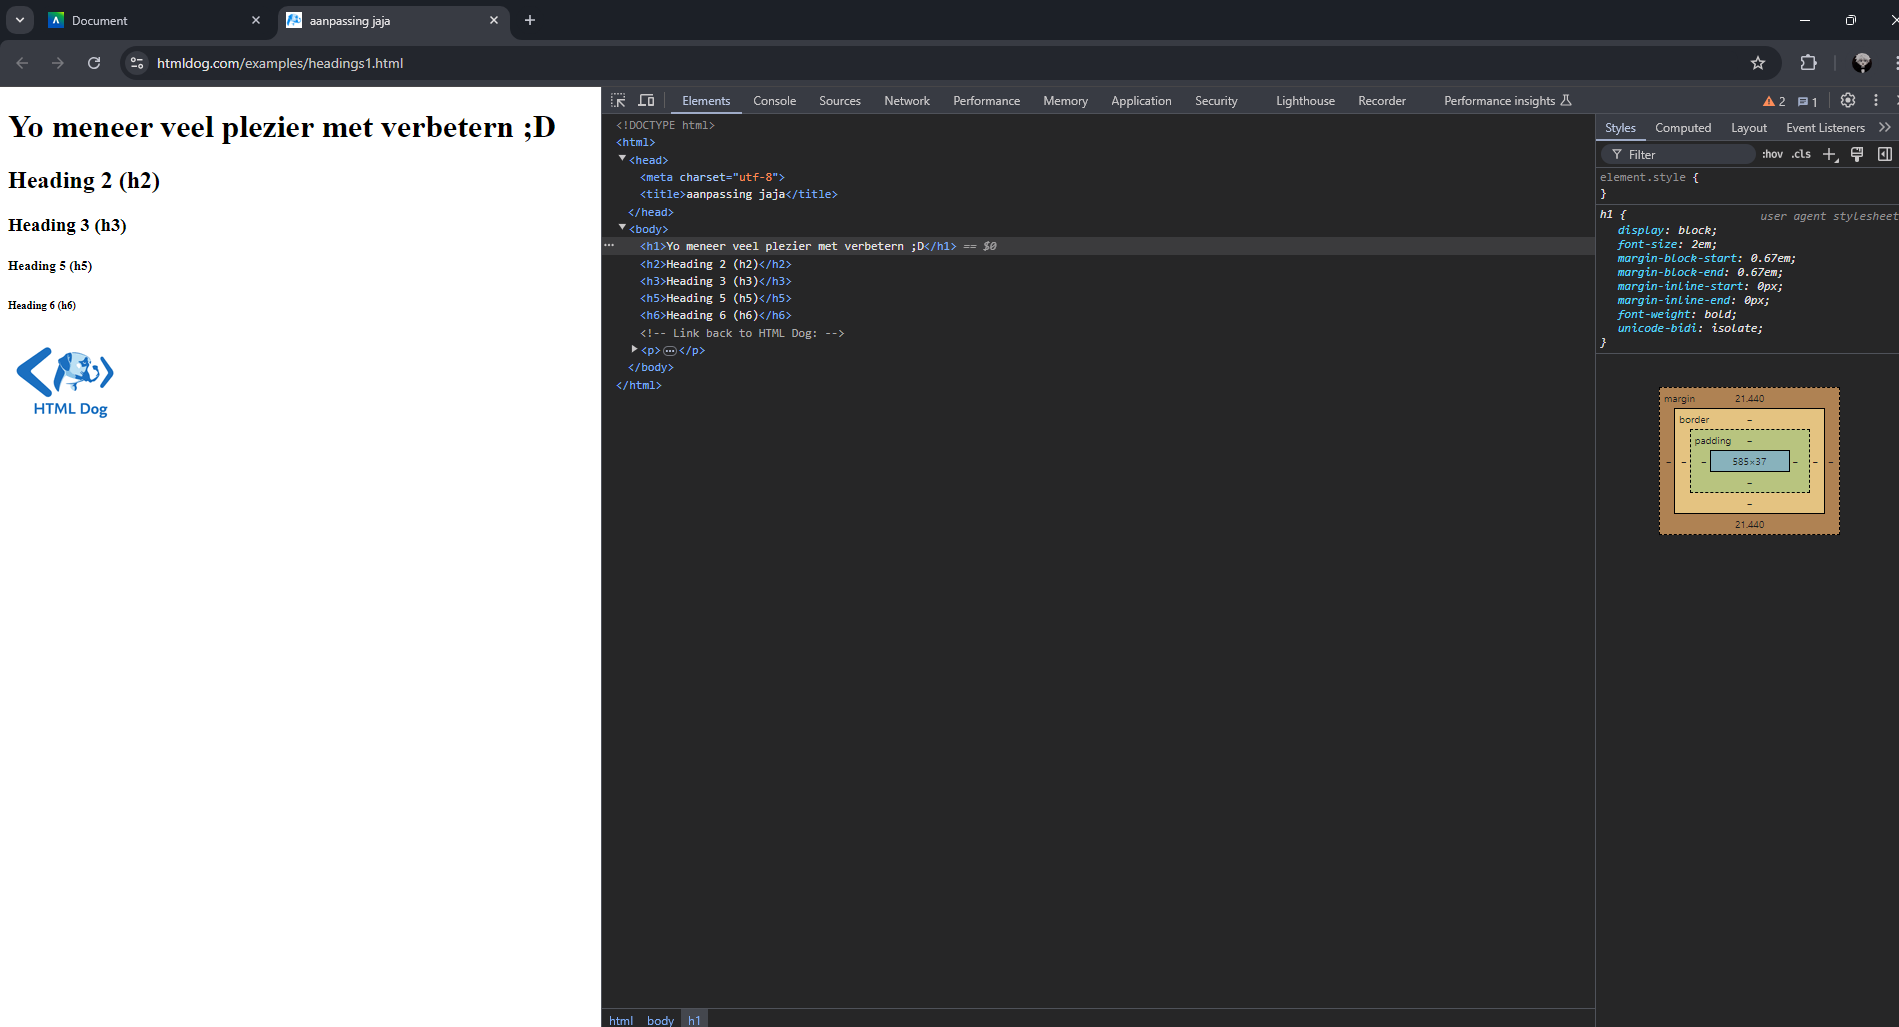 Document
aanpassing jaja
htmldog.com/examples/headings1.html
Yo meneer veel plezier met verbetern ;D
Heading 2 (h2)
Heading 3 (h3)
Heading 5 (h5)
Heading 6 (h6)
HTML Dog
Elements Console Sources Network Performance Memory Application Security Lighthouse Recorder Performance insights 2 1
<!DOCTYPE html>
<html>
<head>
<meta charset="utf-8">
<title>aanpassing jaja</title>
</head>
<body>
<h1>Yo meneer veel plezier met verbetern ;D</h1> == $0
<h2>Heading 2 (h2)</h2>
<h3>Heading 3 (h3)</h3>
<h5>Heading 5 (h5)</h5>
<h6>Heading 6 (h6)</h6>
<!-- Link back to HTML Dog: -->
<p>…</p>
</body>
</html>
html body h1
Styles Computed Layout Event Listeners
Filter :hov .cls
element.style {
}
h1 { user agent stylesheet
display: block;
font-size: 2em;
margin-block-start: 0.67em;
margin-block-end: 0.67em;
margin-inline-start: 0px;
margin-inline-end: 0px;
font-weight: bold;
unicode-bidi: isolate;
}
margin 21.440
border –
padding –
– – – 585×37 – – –
–
–
21.440